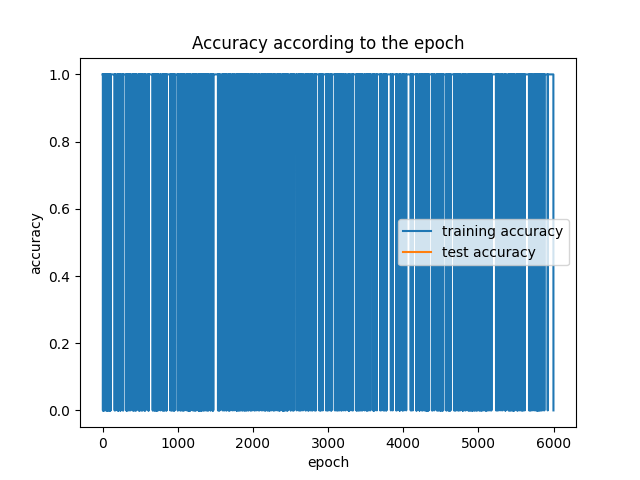 Accuracy according to the epoch
1.0
0.8
0.6
0.4
0.2
0.0
accuracy
training accuracy
test accuracy
0 1000 2000 3000 4000 5000 6000
epoch